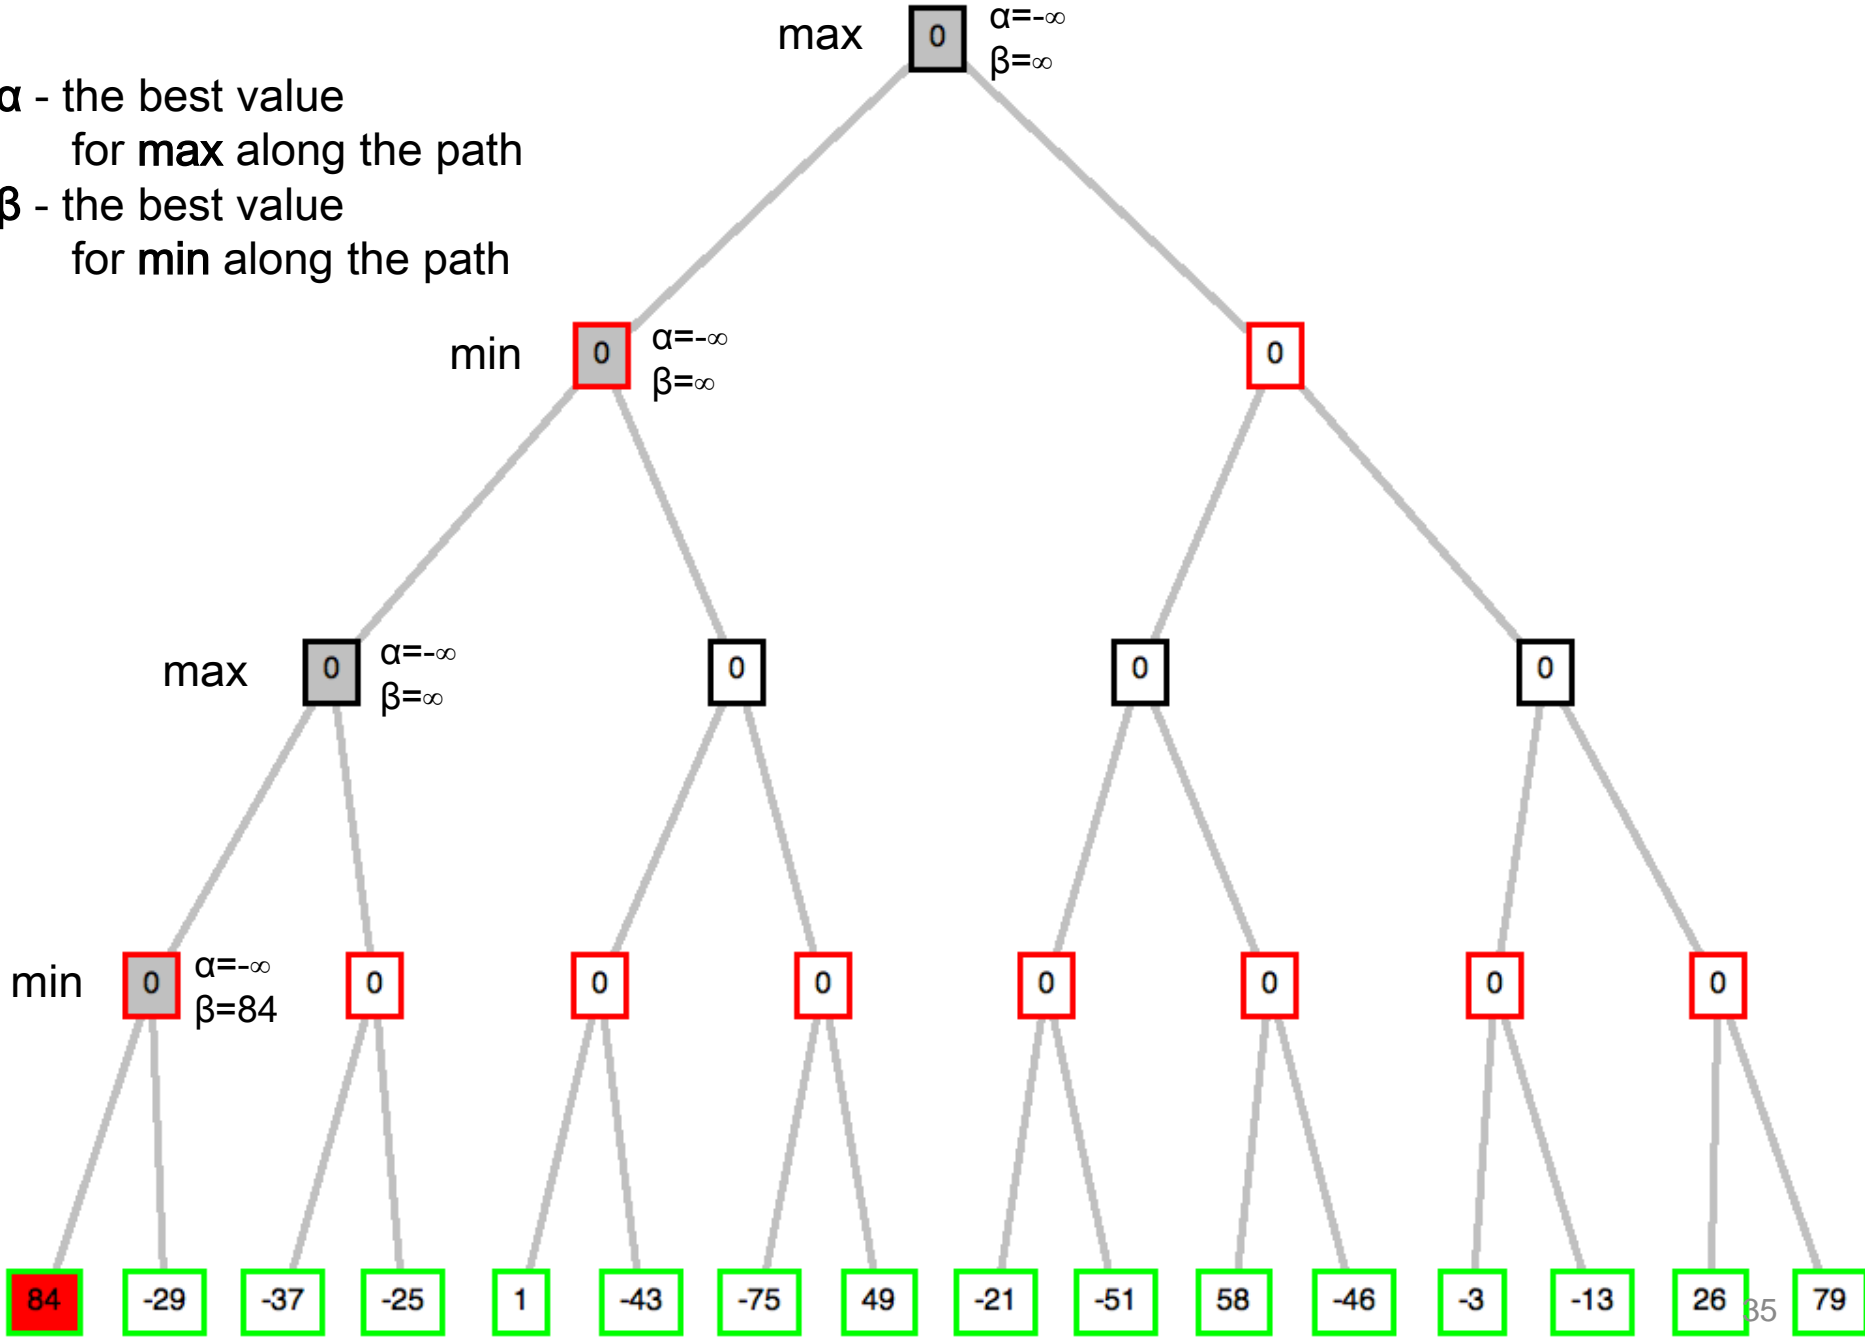 max 0 α=-∞
β=∞
α - the best value
for max along the path
β - the best value
for min along the path
min 0 α=-∞ 0
β=∞
max 0 α=-∞ 0 0 0
β=∞
min 0 α=-∞ 0 0 0 0 0 0 0
β=84
84 -29 -37 -25 1 -43 -75 49 -21 -51 58 -46 -3 -13 26 35 79